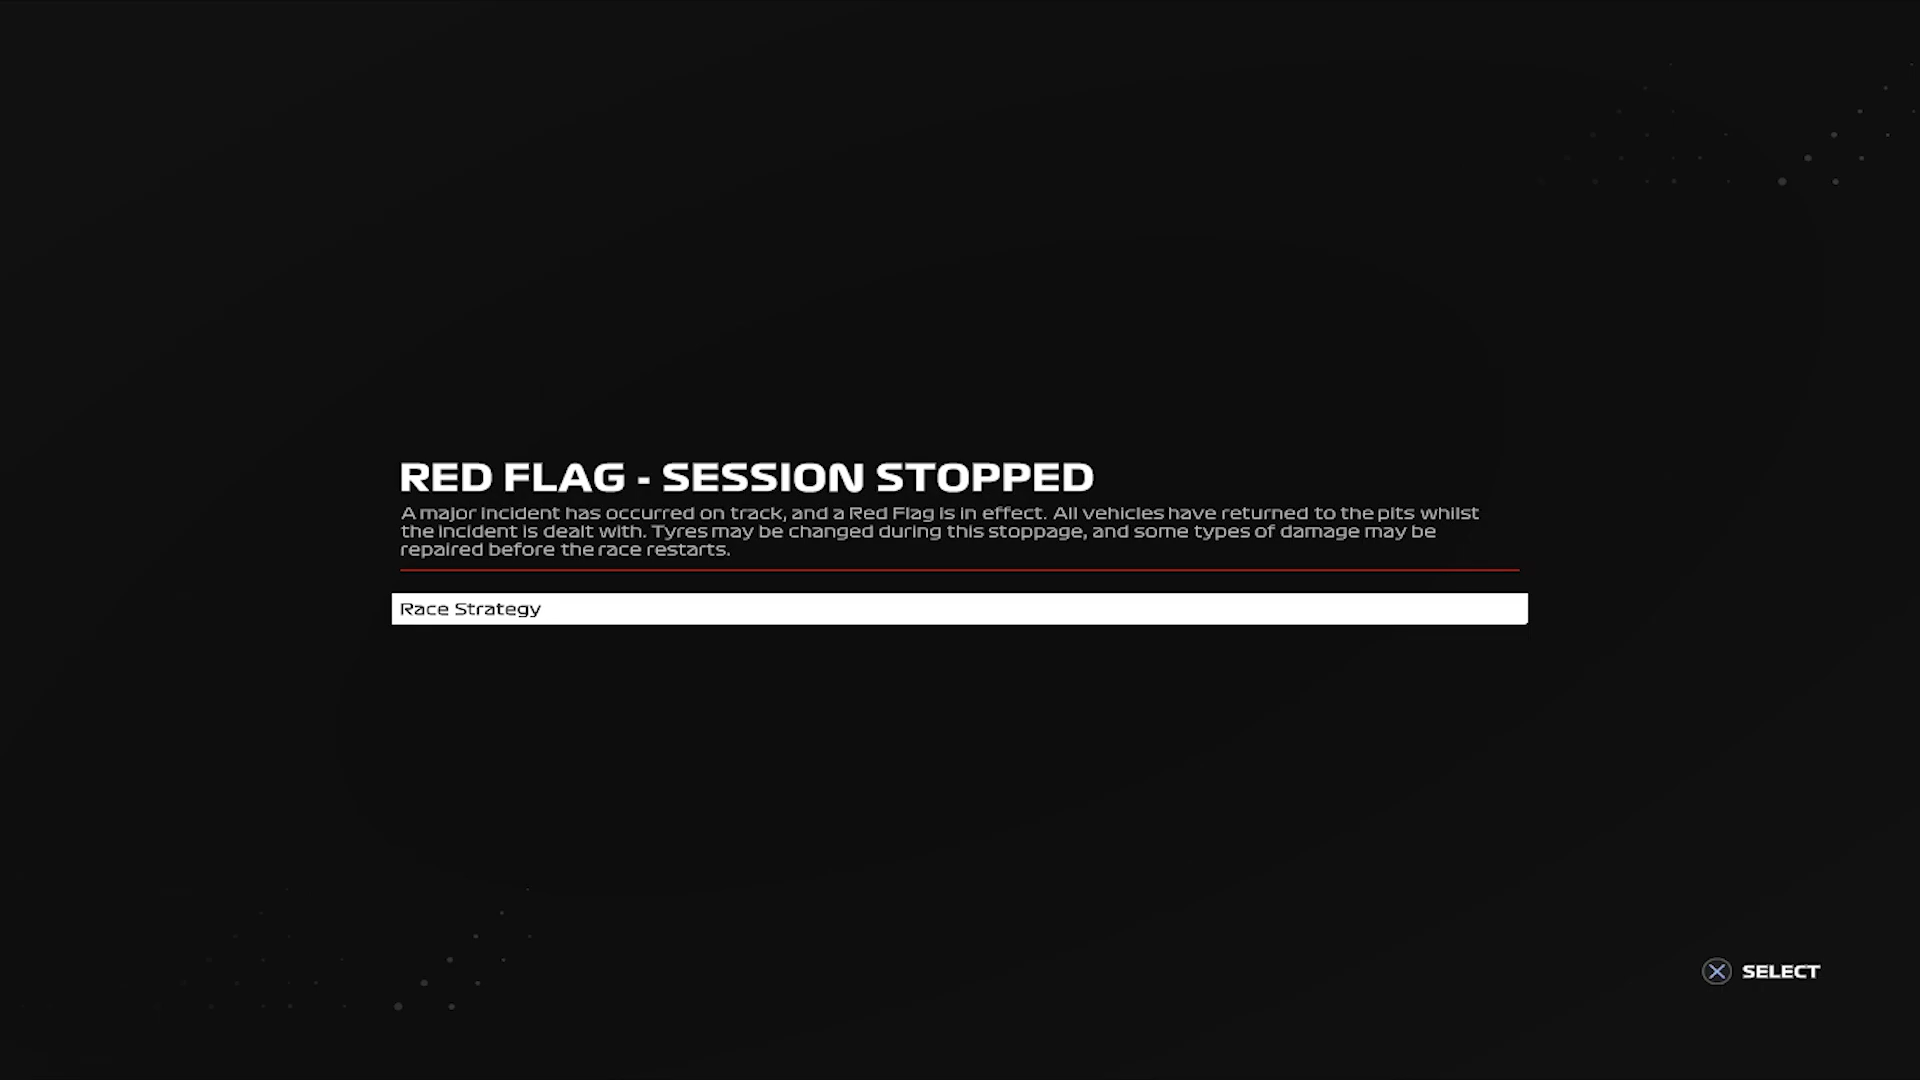 RED FLAG - SESSION STOPPED
A major incident has occurred on track, and a Red Flag is in effect. All vehicles have returned to the pits whilst
the incident is dealt with. Tyres may be changed during this stoppage, and some types of damage may be
repaired before the race restarts.
Race Strategy
SELECT